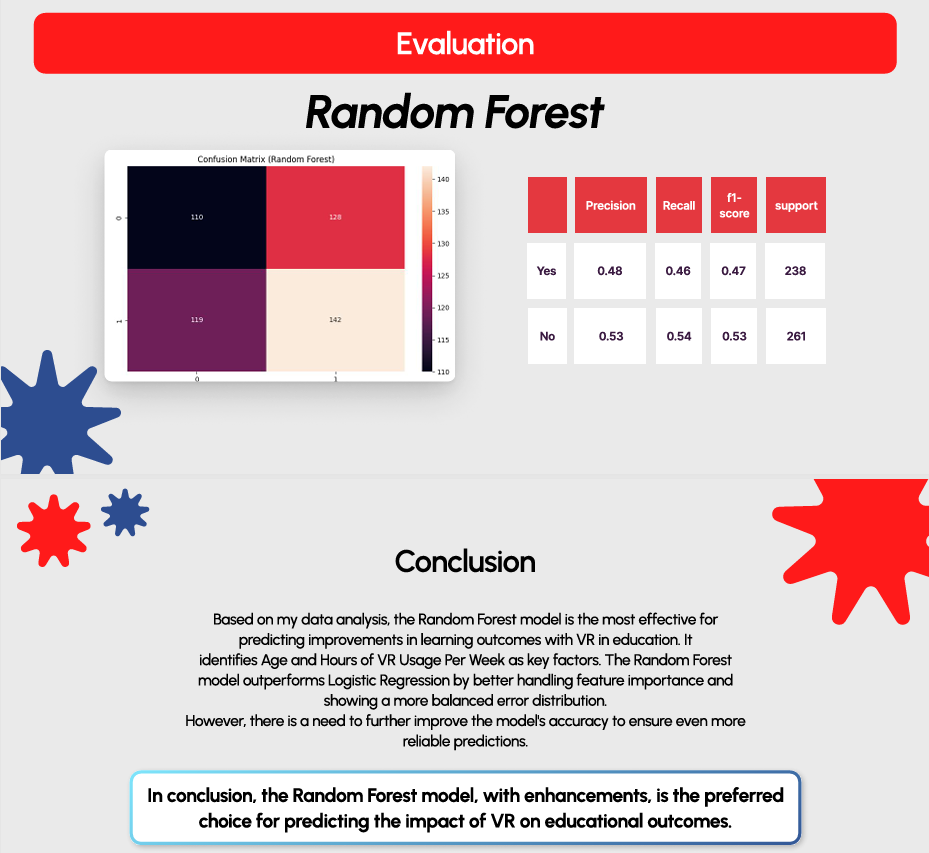 Evaluation
Random Forest
Confusion Matrix (Random Forest)
0
110
128
1
119
142
0
1
140
135
130
125
120
115
110
Precision Recall f1-score support
Yes 0.48 0.46 0.47 238
No 0.53 0.54 0.53 261
Conclusion
Based on my data analysis, the Random Forest model is the most effective for
predicting improvements in learning outcomes with VR in education. It
identifies Age and Hours of VR Usage Per Week as key factors. The Random Forest
model outperforms Logistic Regression by better handling feature importance and
showing a more balanced error distribution.
However, there is a need to further improve the model's accuracy to ensure even more
reliable predictions.
In conclusion, the Random Forest model, with enhancements, is the preferred
choice for predicting the impact of VR on educational outcomes.